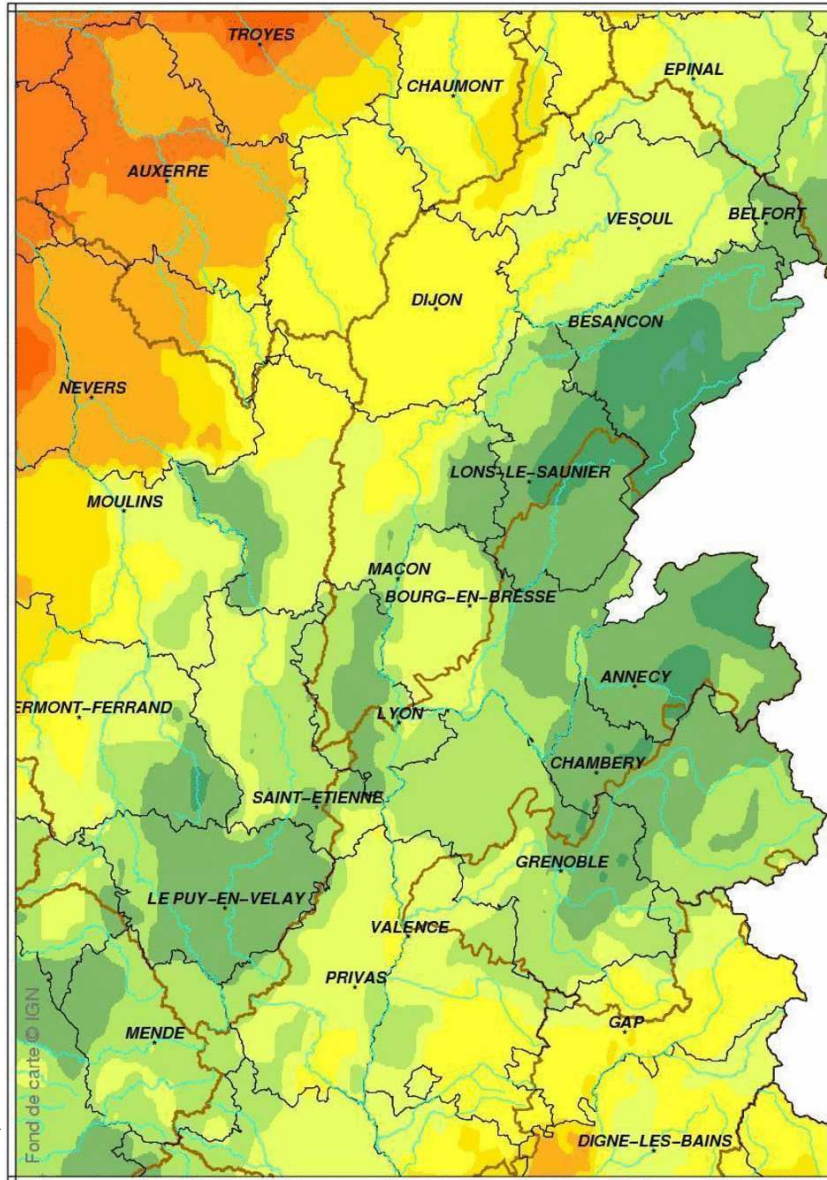 TROYES
EPINAL
CHAUMONT
AUXERRE
BELFORT
VESOUL
DIJON
BESANCON
NEVERS
LONS-LE-SAUNIER
MOULINS
MACON
BOURG-EN-BRESSE
ANNECY
ERMONT-FERRAND
LYON
CHAMBERY
SAINT-ETIENNE
GRENOBLE
LE PUY-EN-VELAY
VALENCE
PRIVAS
GAP
MENDE
DIGNE-LES-BAINS
Fond de carte © IGN